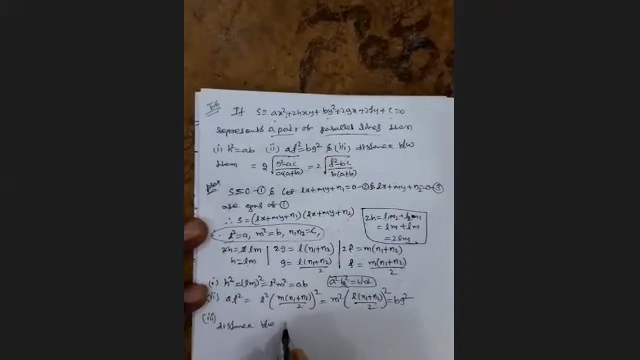 If S≡ax²+2hxy+by²+2gx+2fy+c=0
represents a pair of parallel lines then
(i) h²=ab (ii) af²=bg² & (iii) distance b/w
them = 2√(g²-ac / a(a+b)) = 2√(f²-bc / b(a+b))
S≡0-① & Let lx+my+n₁=0-② & lx+my+n₂=0-③
are eqns of ①
∴ S=(lx+my+n₁)(lx+my+n₂)
l²=a, m²=b, n₁n₂=c,
2h=l₁m₂+l₂m₁
=lm+lm
=2lm
2h=2lm | 2g=l(n₁+n₂) | 2f=m(n₁+n₂)
h=lm | g=l(n₁+n₂)/2 | f=m(n₁+n₂)/2
(i) h²=(lm)²=l²m²=ab
(ii) af²=l²(m(n₁+n₂)/2)²=m²(l(n₁+n₂)/2)²=bg²
(iii) distance b/w